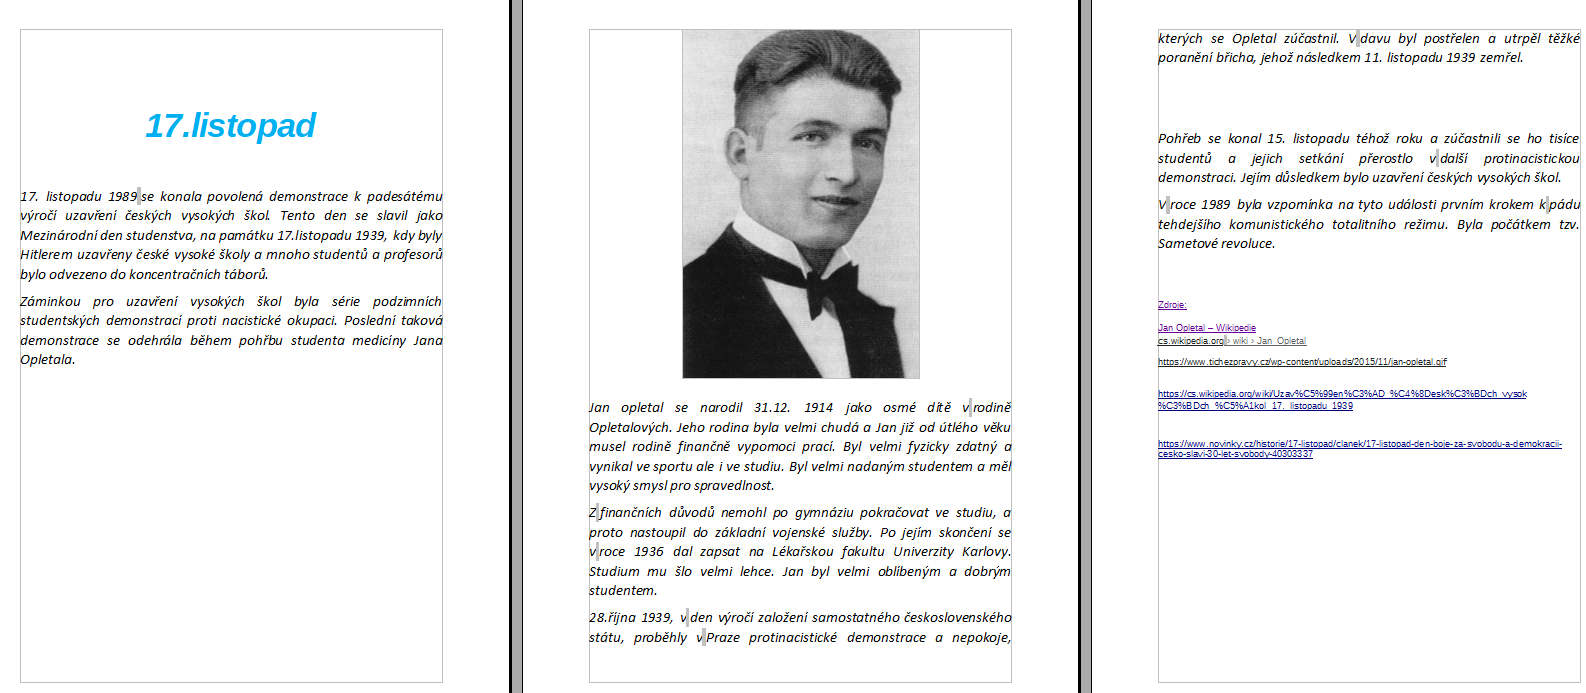 17.listopad
17. listopadu 1989 se konala povolená demonstrace k padesátému
výročí uzavření českých vysokých škol. Tento den se slavil jako
Mezinárodní den studenstva, na památku 17.listopadu 1939, kdy byly
Hitlerem uzavřeny české vysoké školy a mnoho studentů a profesorů
bylo odvezeno do koncentračních táborů.
Záminkou pro uzavření vysokých škol byla série podzimních
studentských demonstrací proti nacistické okupaci. Poslední taková
demonstrace se odehrála během pohřbu studenta medicíny Jana
Opletala.
Jan opletal se narodil 31.12. 1914 jako osmé dítě v rodině
Opletalových. Jeho rodina byla velmi chudá a Jan již od útlého věku
musel rodině finančně vypomoci prací. Byl velmi fyzicky zdatný a
vynikal ve sportu ale i ve studiu. Byl velmi nadaným studentem a měl
vysoký smysl pro spravedlnost.
Z finančních důvodů nemohl po gymnáziu pokračovat ve studiu, a
proto nastoupil do základní vojenské služby. Po jejím skončení se
v roce 1936 dal zapsat na Lékařskou fakultu Univerzity Karlovy.
Studium mu šlo velmi lehce. Jan byl velmi oblíbeným a dobrým
studentem.
28.října 1939, v den výročí založení samostatného československého
státu, proběhly v Praze protinacistické demonstrace a nepokoje,
kterých se Opletal zúčastnil. V davu byl postřelen a utrpěl těžké
poranění břicha, jehož následkem 11. listopadu 1939 zemřel.
Pohřeb se konal 15. listopadu téhož roku a zúčastnili se ho tisíce
studentů a jejich setkání přerostlo v další protinacistickou
demonstraci. Jejím důsledkem bylo uzavření českých vysokých škol.
V roce 1989 byla vzpomínka na tyto události prvním krokem k pádu
tehdejšího komunistického totalitního režimu. Byla počátkem tzv.
Sametové revoluce.
Zdroje:
Jan Opletal – Wikipedie
cs.wikipedia.org › wiki › Jan_Opletal
https://www.tichezpravy.cz/wp-content/uploads/2015/11/jan-opletal.gif
https://cs.wikipedia.org/wiki/Uzav%C5%99en%C3%AD_%C4%8Desk%C3%BDch_vysok
%C3%BDch_%C5%A1kol_17._listopadu_1939
https://www.novinky.cz/historie/17-listopad/clanek/17-listopad-den-boje-za-svobodu-a-demokracii-
cesko-slavi-30-let-svobody-40303337